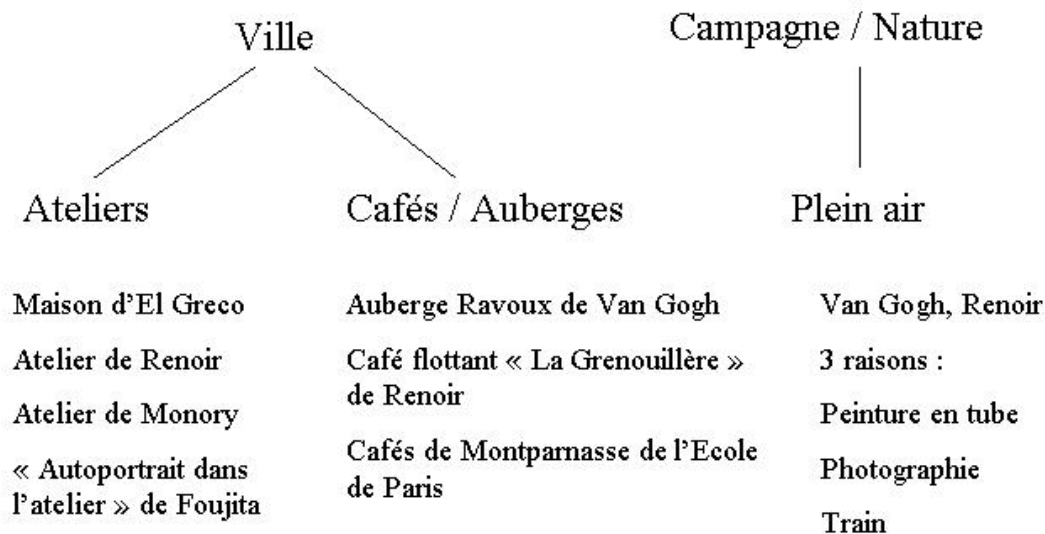 Ville
Campagne / Nature
Ateliers
Cafés / Auberges
Plein air
Maison d’El Greco
Atelier de Renoir
Atelier de Monory
« Autoportrait dans
l’atelier » de Foujita
Auberge Ravoux de Van Gogh
Café flottant « La Grenouillère »
de Renoir
Cafés de Montparnasse de l’Ecole
de Paris
Van Gogh, Renoir
3 raisons :
Peinture en tube
Photographie
Train